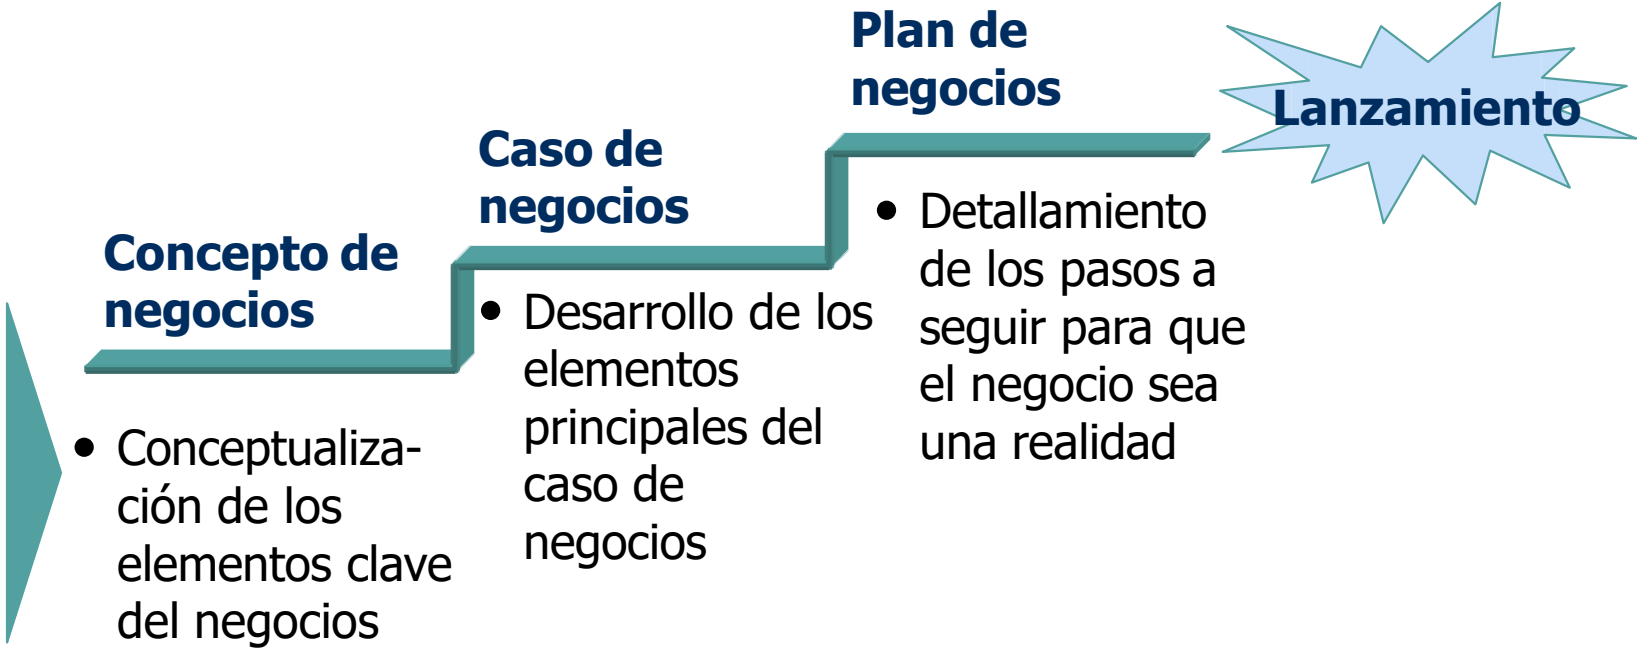 Concepto de
negocios
Conceptualiza-
ción de los
elementos clave
del negocios
Caso de
negocios
Desarrollo de los
elementos
principales del
caso de
negocios
Plan de
negocios
Detallamiento
de los pasos a
seguir para que
el negocio sea
una realidad
Lanzamiento